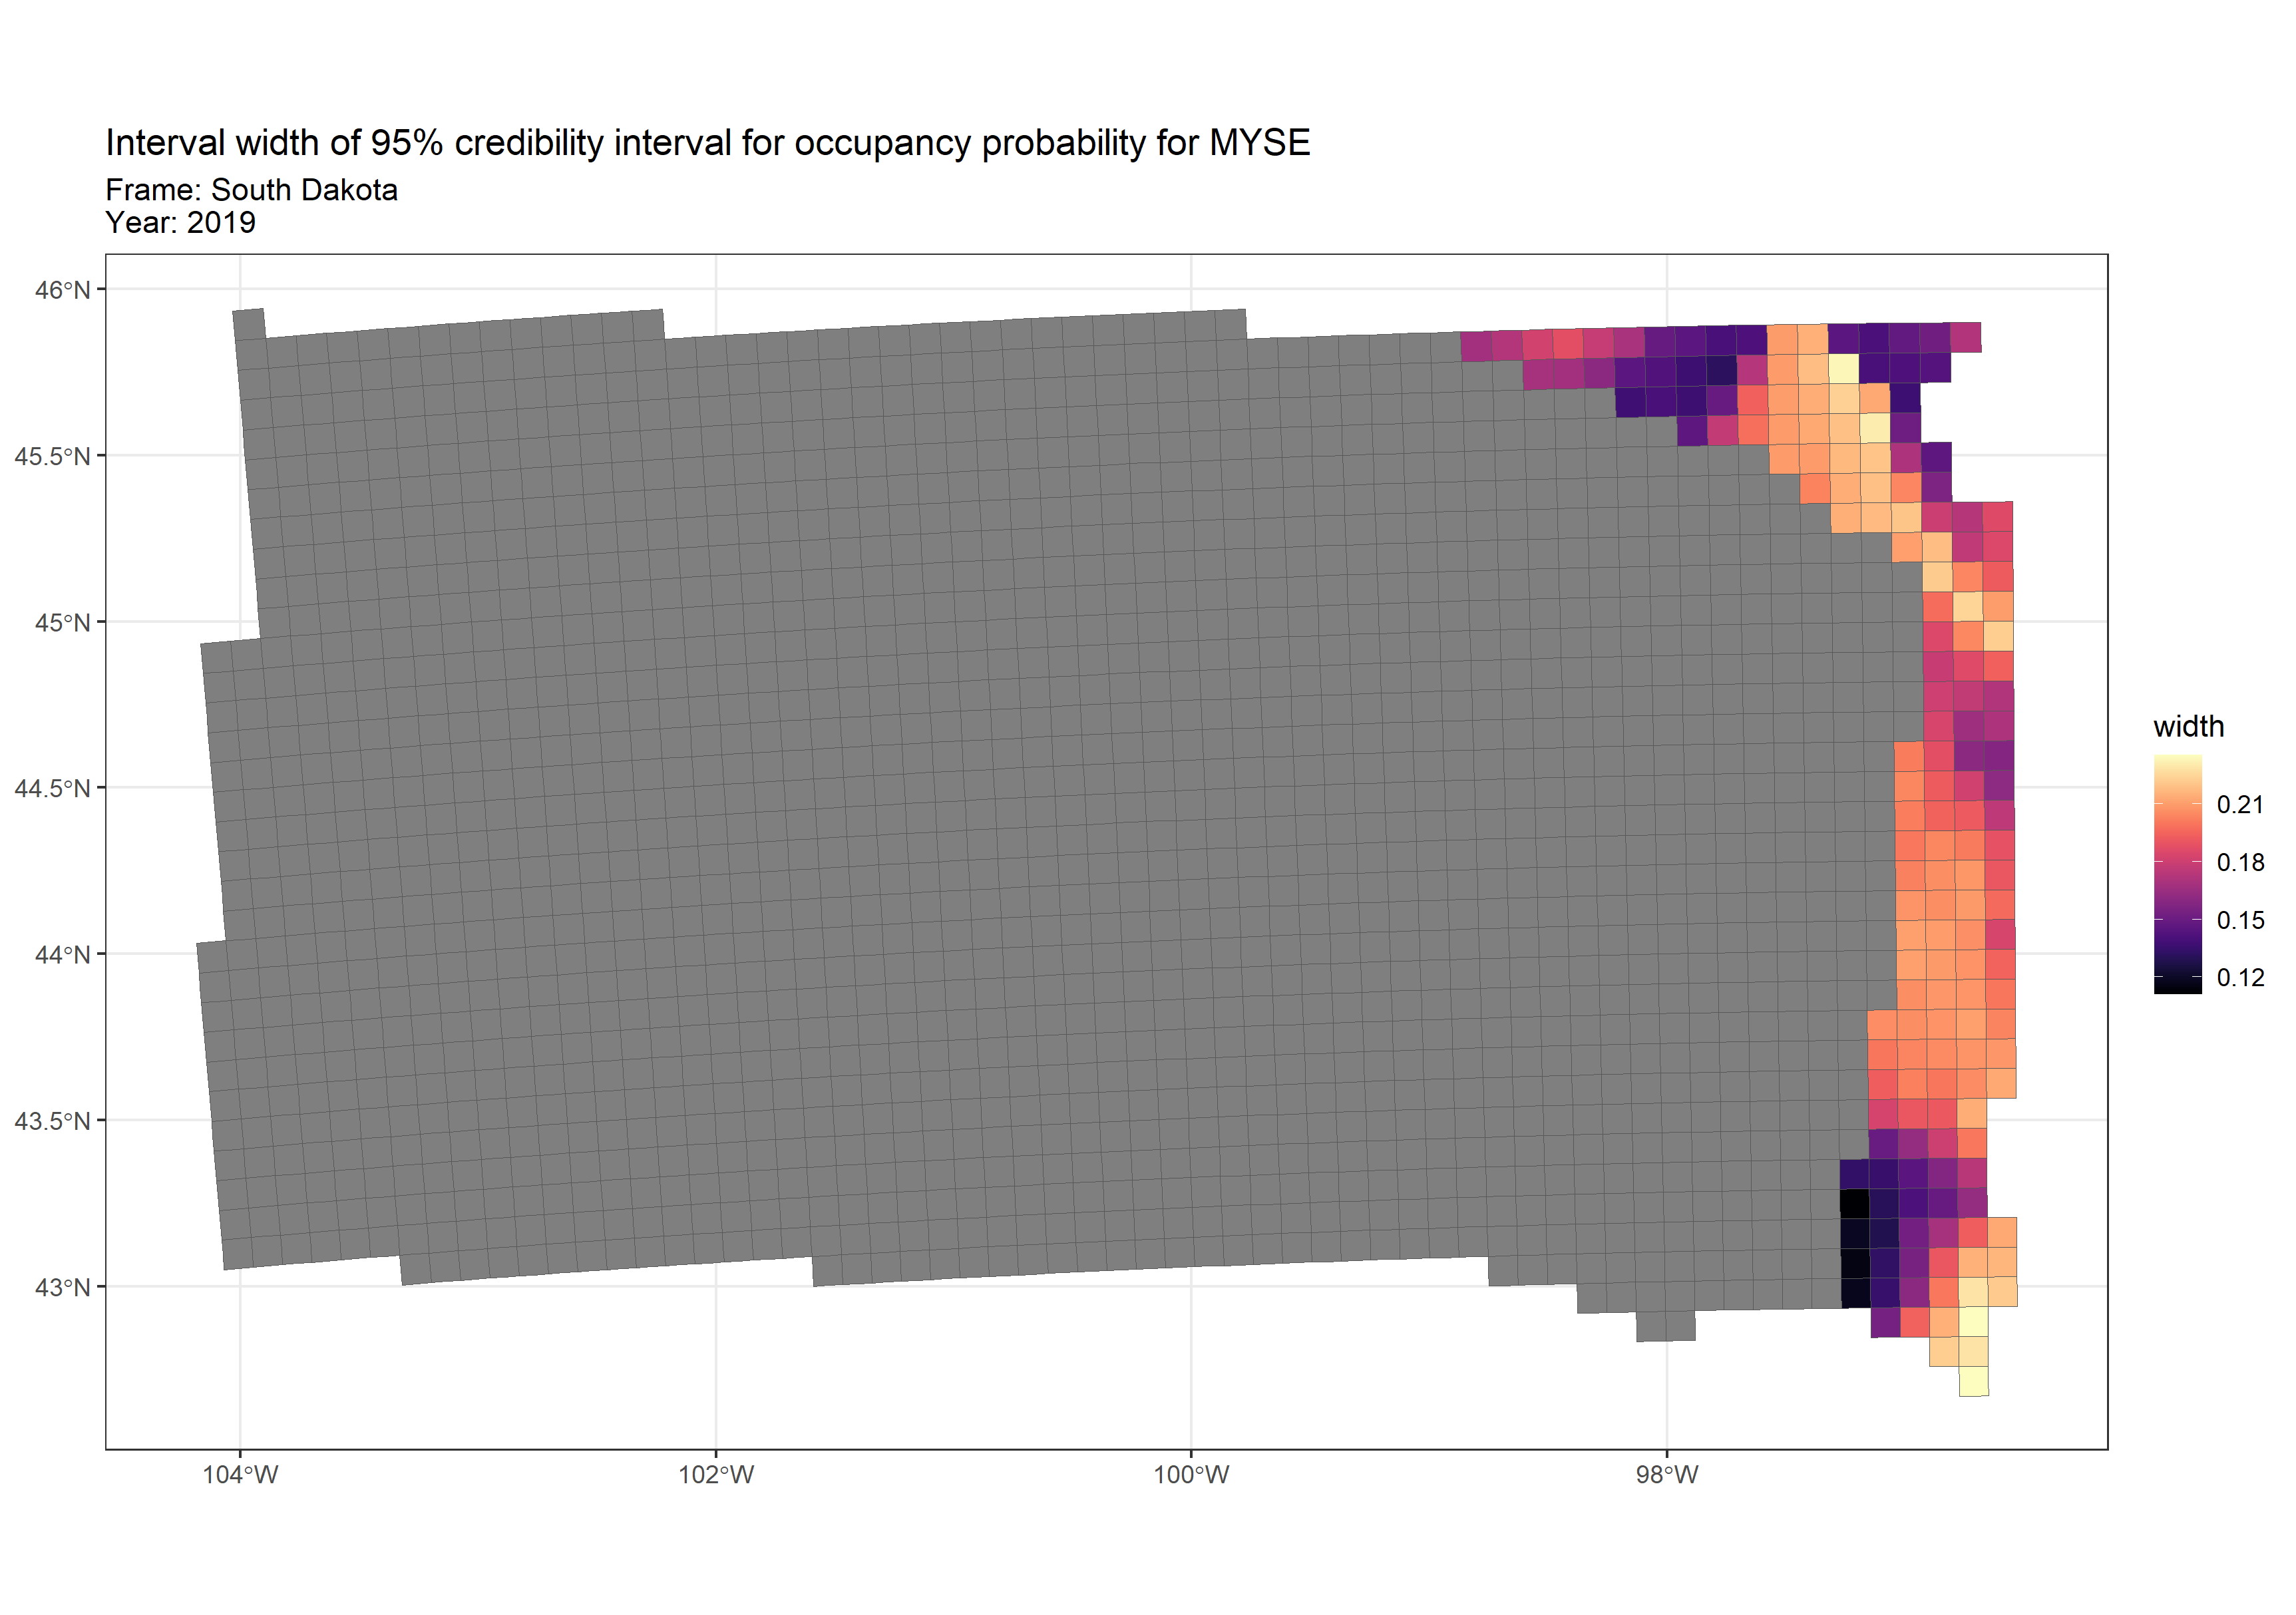 Interval width of 95% credibility interval for occupancy probability for MYSE
Frame: South Dakota
Year: 2019
46°N
45.5°N
45°N
44.5°N
44°N
43.5°N
43°N
104°W
102°W
100°W
98°W
width
0.21
0.18
0.15
0.12